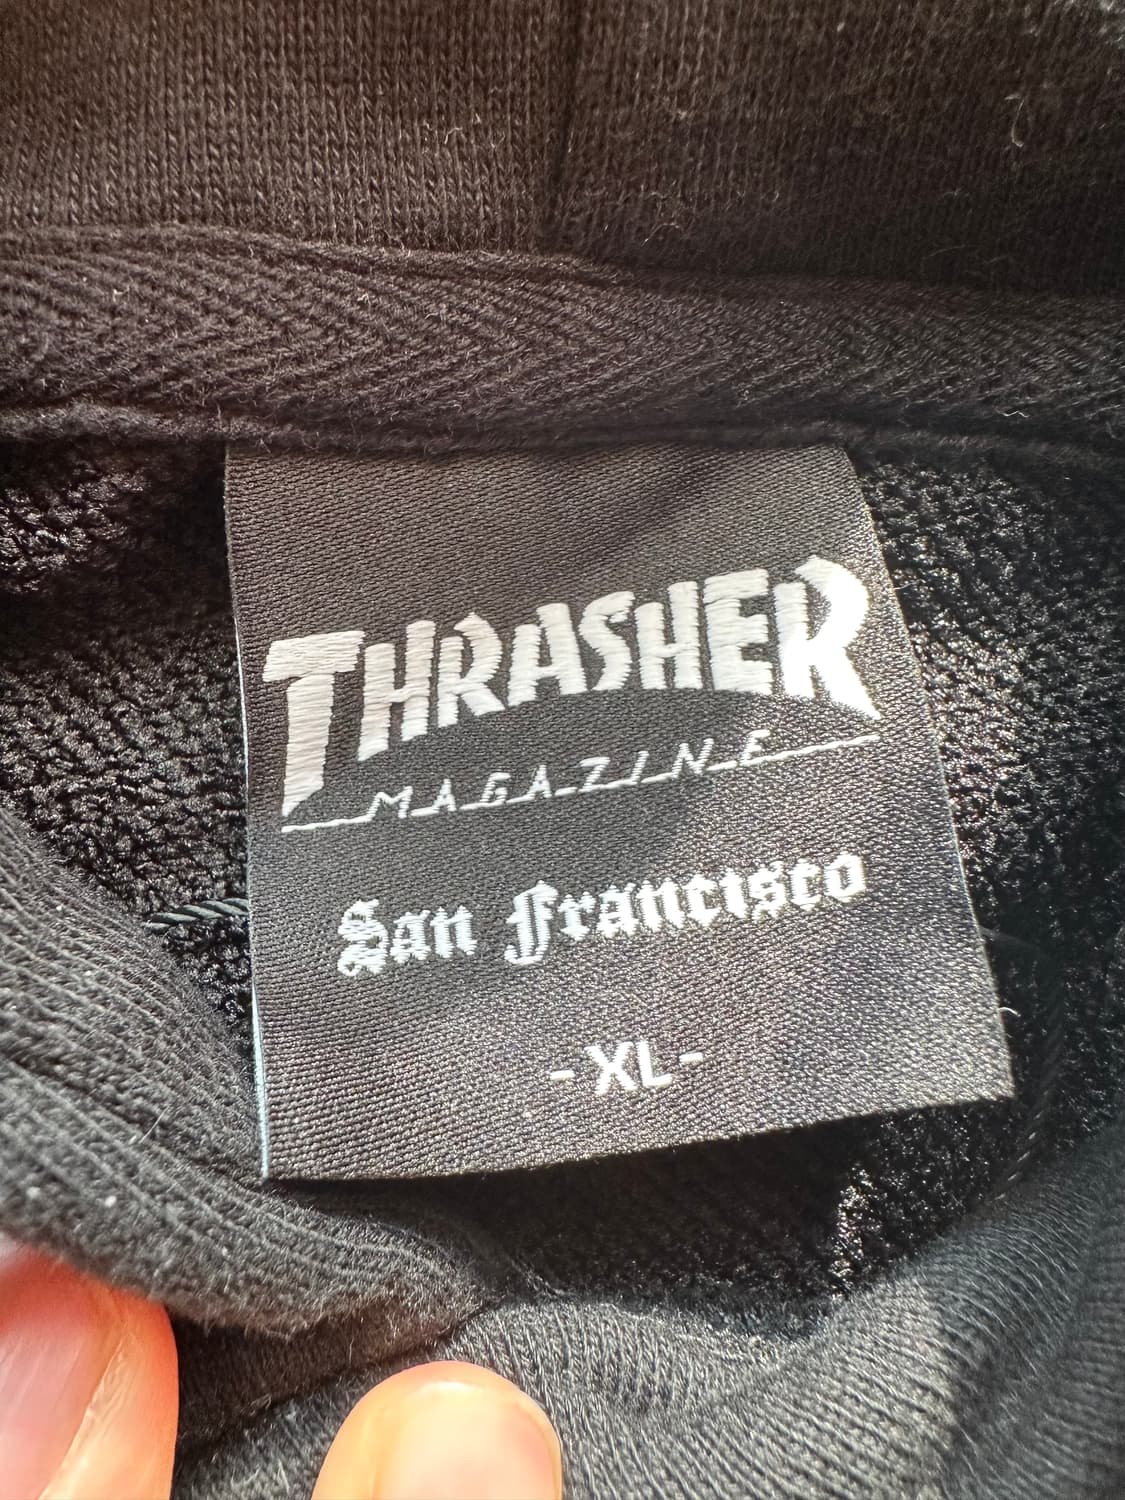 THRASHER
MAGAZINE
San Francisco
- XL -